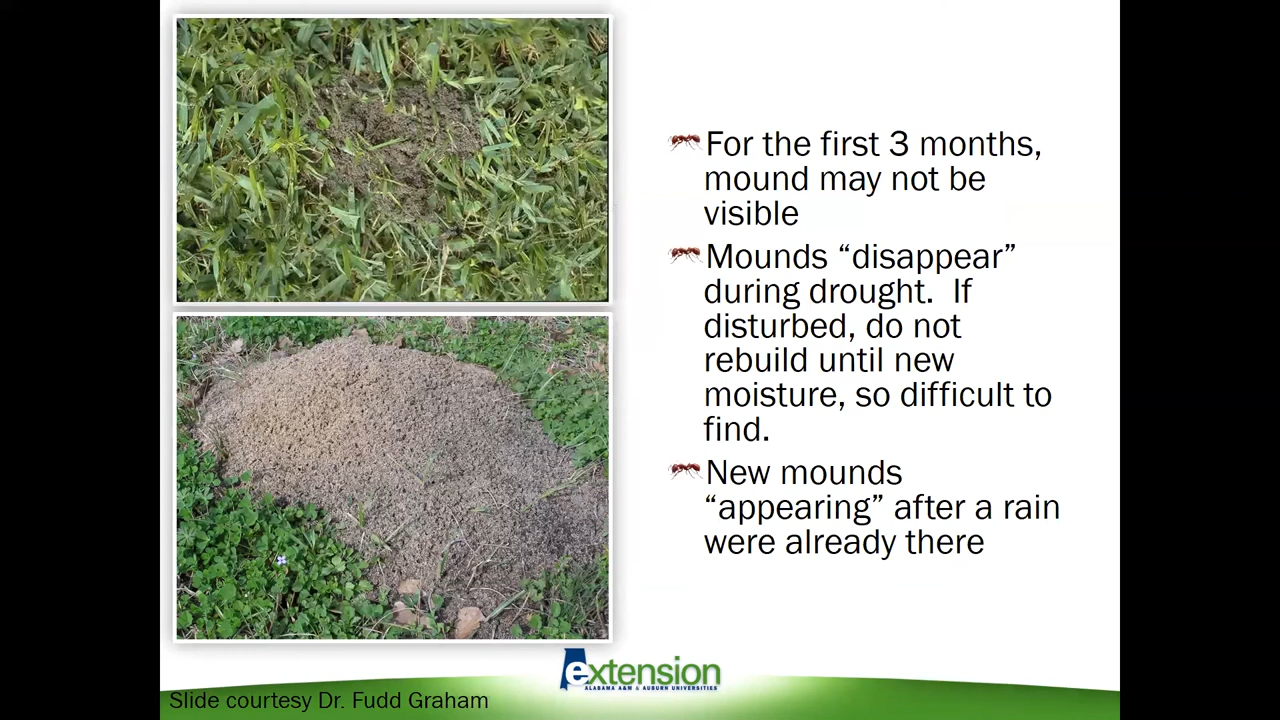 For the first 3 months,
mound may not be
visible
Mounds “disappear”
during drought.  If
disturbed, do not
rebuild until new
moisture, so difficult to
find.
New mounds
“appearing” after a rain
were already there
extension
ALABAMA A&M & AUBURN UNIVERSITIES
Slide courtesy Dr. Fudd Graham